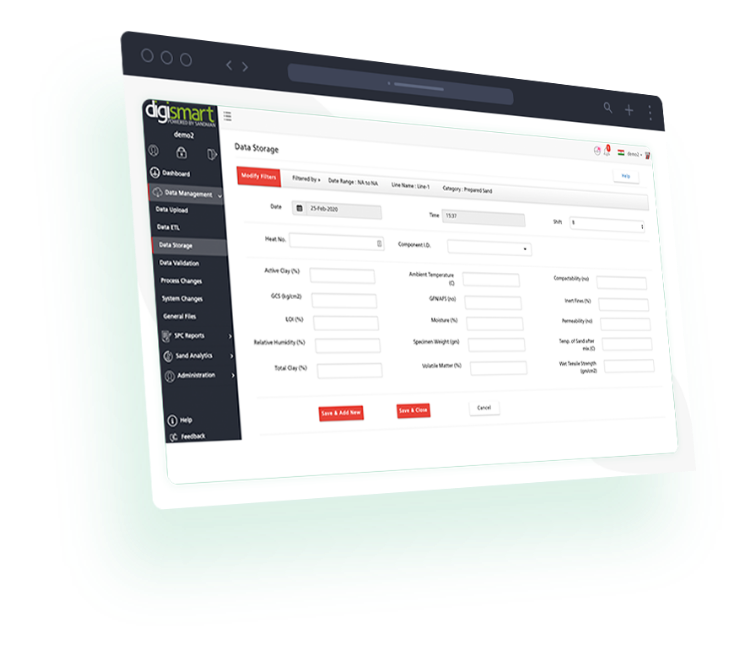 digismart
POWERED BY SANDMAN
demo2
Dashboard
Data Management
Data Upload
Data ETL
Data Storage
Data Validation
Process Changes
System Changes
General Files
SPC Reports
Sand Analytics
Administration
Help
Feedback
demo2
Data Storage
Help
Modify Filters
Filtered by
Date Range : NA to NA
Line Name : Line-1
Category : Prepared Sand
Date
25-Feb-2020
Time
15:37
Shift
Heat No.
Component I.D.
Active Clay (%)
Ambient Temperature
(C)
Compactability (no)
GCS (kg/cm2)
GFN/AFS (no)
Inert Fines (%)
LOI (%)
Moisture (%)
Permeability (no)
Relative Humidity (%)
Specimen Weight (gm)
Temp. of Sand after
mix.(C)
Total Clay (%)
Volatile Matter (%)
Wet Tensile Strength
(gm/cm2)
Save & Add New
Save & Close
Cancel